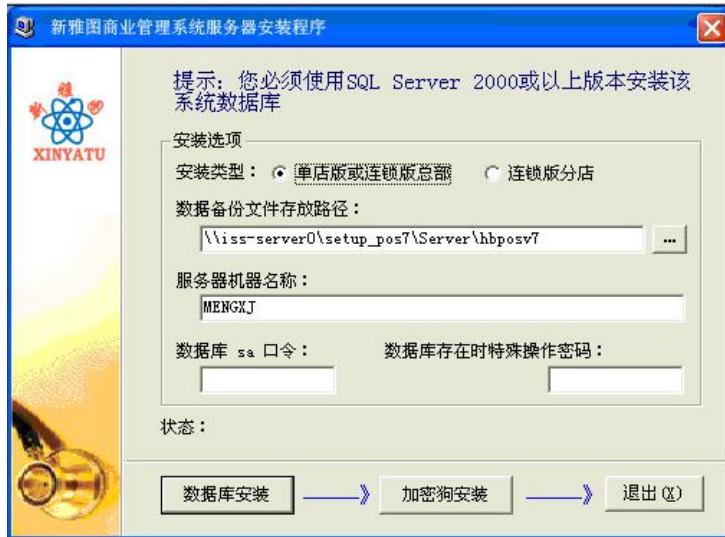 新雅图商业管理系统服务器安装程序
新雅图
XINYATU
提示：您必须使用SQL Server 2000或以上版本安装该
系统数据库
安装选项
安装类型： 单店版或连锁版总部 连锁版分店
数据备份文件存放路径：
\\iss-server0\setup_pos7\Server\hbposv7 ...
服务器机器名称：
MENGXJ
数据库 sa 口令： 数据库存在时特殊操作密码：
状态：
数据库安装 ——》 加密狗安装 ——》 退出(X)